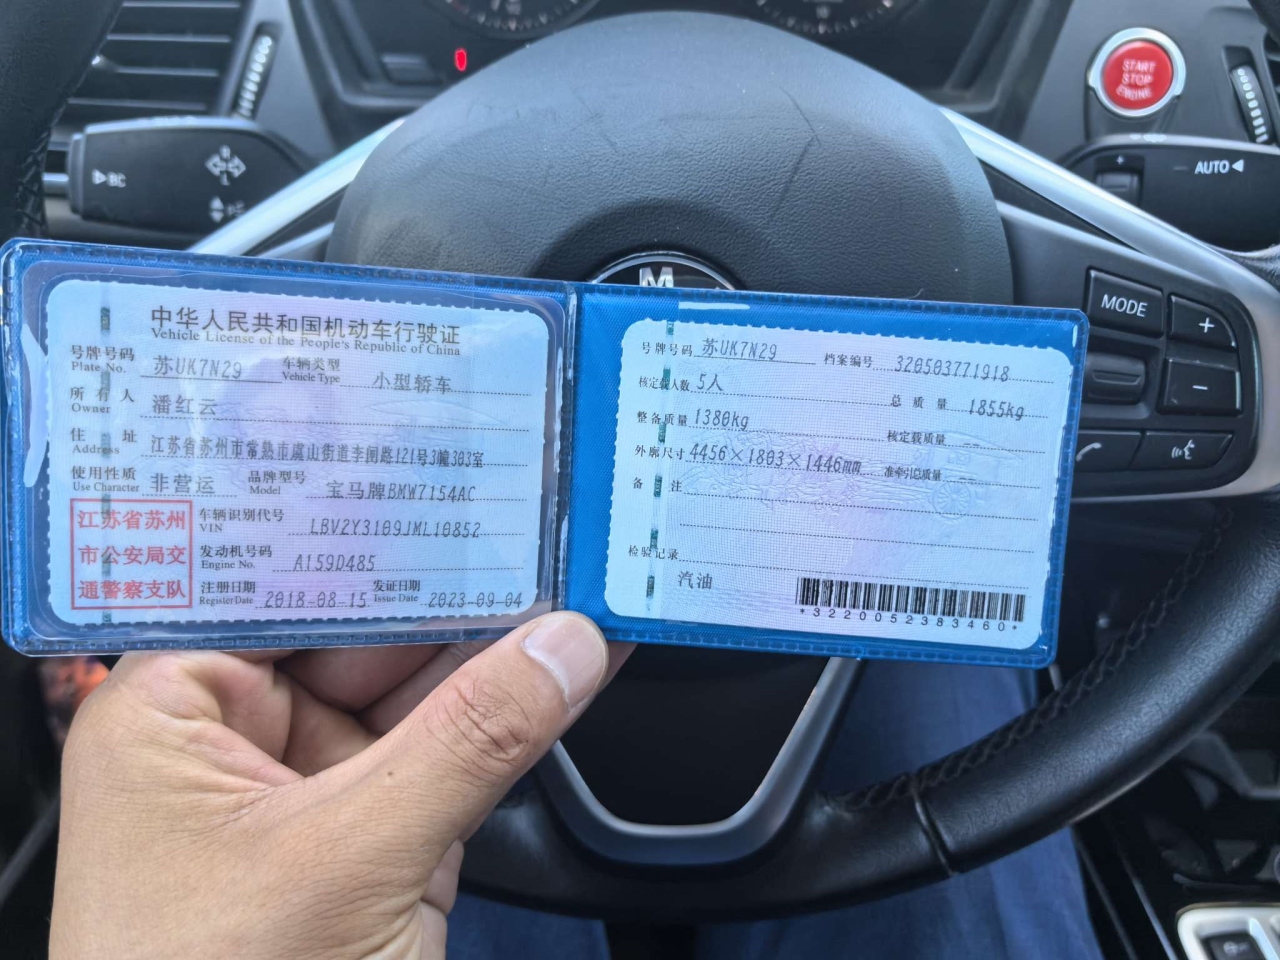 START
STOP
ENGINE
BC
AUTO
MODE
+
−
M
中华人民共和国机动车行驶证
Vehicle License of the People's Republic of China
号牌号码 苏UK7N29 车辆类型 小型轿车
Plate No. Vehicle Type
所有人 潘红云
Owner
住址 江苏省苏州市常熟市虞山街道李闸路121号3幢303室
Address
使用性质 非营运 品牌型号 宝马牌BMW7154AC
Use Character Model
江苏省苏州
市公安局交
通警察支队
车辆识别代号 LBV2Y3109JML10852
VIN
发动机号码 A159D485
Engine No.
注册日期 2018-08-15 发证日期 2023-09-04
Register Date Issue Date
号牌号码 苏UK7N29 档案编号 320503771918
核定载人数 5人 总质量 1855kg
整备质量 1380kg 核定载质量 --
外廓尺寸 4456×1803×1446mm 准牵引总质量 --
备注
检验记录
汽油
*3220052383460*